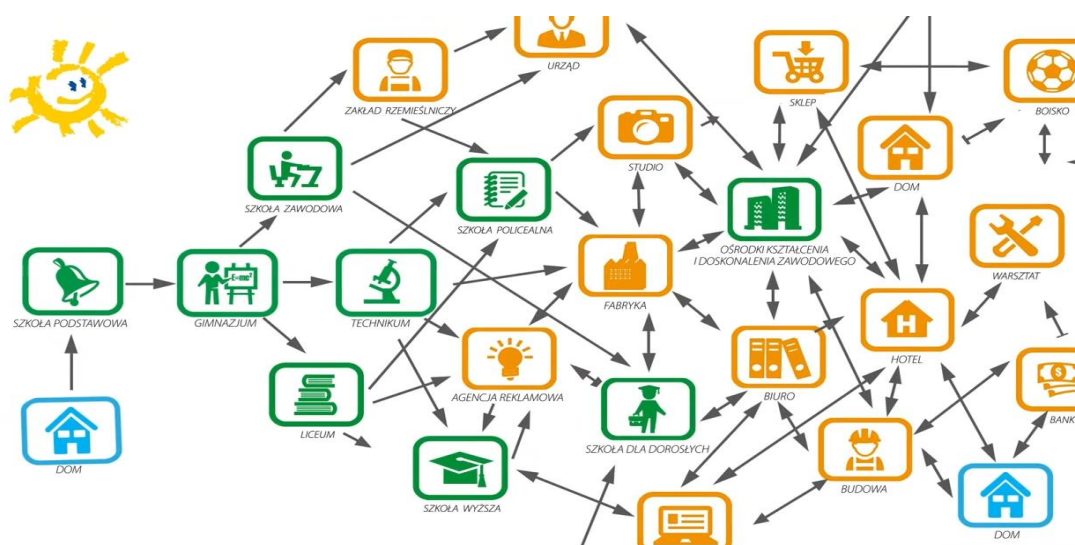 URZĄD
ZAKŁAD RZEMIEŚLNICZY
SKLEP
BOISKO
STUDIO
DOM
SZKOŁA ZAWODOWA
SZKOŁA POLICEALNA
OŚRODKI KSZTAŁCENIA
I DOSKONALENIA ZAWODOWEGO
WARSZTAT
E=mc²
SZKOŁA PODSTAWOWA
GIMNAZJUM
TECHNIKUM
FABRYKA
H
HOTEL
$
AGENCJA REKLAMOWA
BIURO
BANK
LICEUM
SZKOŁA DLA DOROSŁYCH
DOM
BUDOWA
SZKOŁA WYŻSZA
DOM